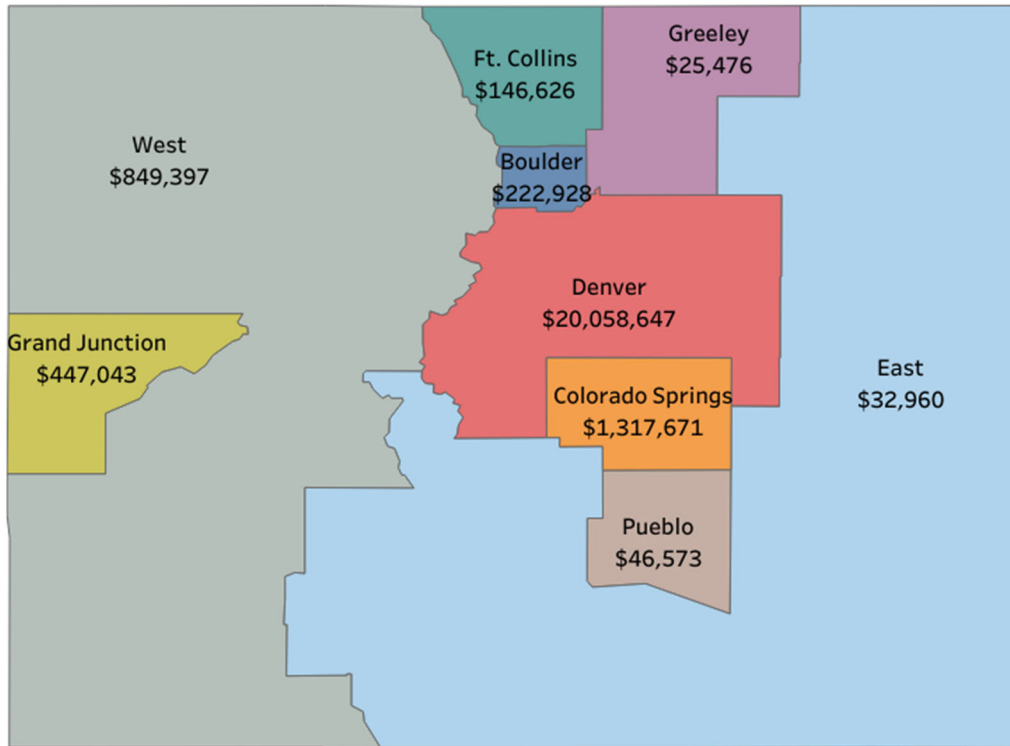 Ft. Collins
$146,626
Greeley
$25,476
West
$849,397
Boulder
$222,928
Denver
$20,058,647
Grand Junction
$447,043
East
$32,960
Colorado Springs
$1,317,671
Pueblo
$46,573